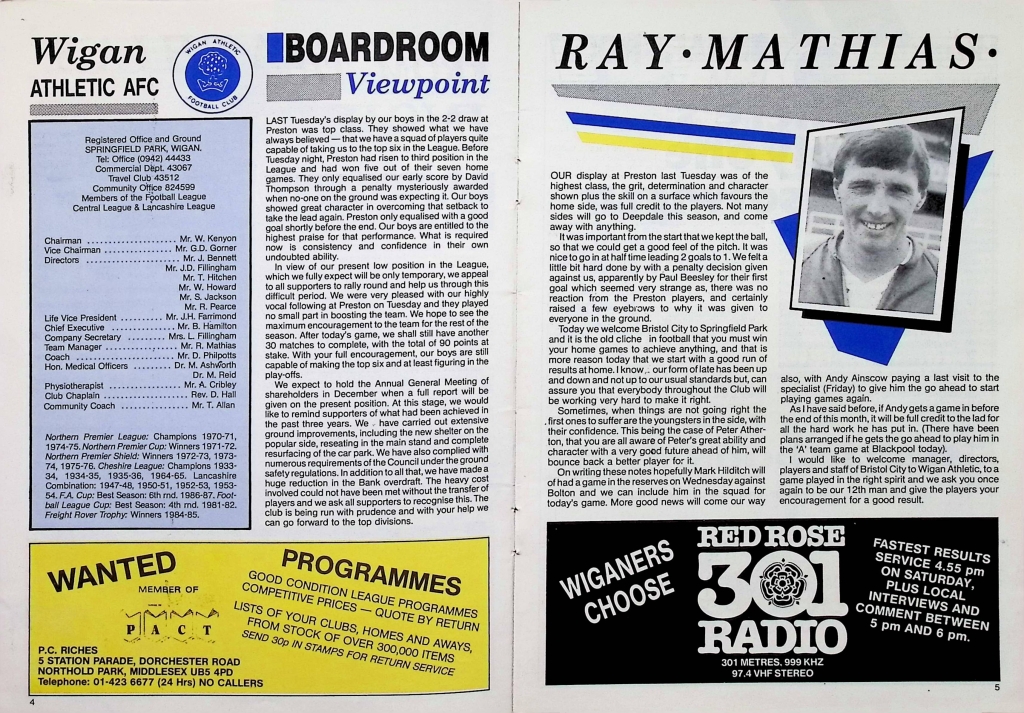 Wigan
ATHLETIC AFC
WIGAN ATHLETIC
FOOTBALL CLUB
Registered Office and Ground
SPRINGFIELD PARK, WIGAN.
Tel: Office (0942) 44433
Commercial Dept. 43067
Travel Club 43512
Community Office 824599
Members of the Football League
Central League & Lancashire League
Chairman ........................ Mr. W. Kenyon
Vice Chairman .................. Mr. G.D. Gorner
Directors ........................ Mr. J. Bennett
Mr. J.D. Fillingham
Mr. T. Hitchen
Mr. W. Howard
Mr. S. Jackson
Mr. R. Pearce
Life Vice President .......... Mr. J.H. Farrimond
Chief Executive ................ Mr. B. Hamilton
Company Secretary ........ Mrs. L. Fillingham
Team Manager .................. Mr. R. Mathias
Coach ............................ Mr. D. Philpotts
Hon. Medical Officers ........ Dr. M. Ashworth
Dr. M. Reid
Physiotherapist .................. Mr. A. Cribley
Club Chaplain ...................... Rev. D. Hall
Community Coach .................. Mr. T. Allan
Northern Premier League: Champions 1970-71,
1974-75. Northern Premier Cup: Winners 1971-72.
Northern Premier Shield: Winners 1972-73, 1973-
74, 1975-76. Cheshire League: Champions 1933-
34, 1934-35, 1935-36, 1964-65. Lancashire
Combination: 1947-48, 1950-51, 1952-53, 1953-
54. F.A. Cup: Best Season: 6th rnd. 1986-87. Foot-
ball League Cup: Best Season: 4th rnd. 1981-82.
Freight Rover Trophy: Winners 1984-85.
BOARDROOM
Viewpoint
LAST Tuesday's display by our boys in the 2-2 draw at
Preston was top class. They showed what we have
always believed — that we have a squad of players quite
capable of taking us to the top six in the League. Before
Tuesday night, Preston had risen to third position in the
League and had won five out of their seven home
games. They only equalised our early score by David
Thompson through a penalty mysteriously awarded
when no-one on the ground was expecting it. Our boys
showed great character in overcoming that setback to
take the lead again. Preston only equalised with a good
goal shortly before the end. Our boys are entitled to the
highest praise for that performance. What is required
now is consistency and confidence in their own
undoubted ability.
In view of our present low position in the League,
which we fully expect will be only temporary, we appeal
to all supporters to rally round and help us through this
difficult period. We were very pleased with our highly
vocal following at Preston on Tuesday and they played
no small part in boosting the team. We hope to see the
maximum encouragement to the team for the rest of the
season. After today's game, we shall still have another
30 matches to complete, with the total of 90 points at
stake. With your full encouragement, our boys are still
capable of making the top six and at least figuring in the
play-offs.
We expect to hold the Annual General Meeting of
shareholders in December when a full report will be
given on the present position. At this stage, we would
like to remind supporters of what had been achieved in
the past three years. We have carried out extensive
ground improvements, including the new shelter on the
popular side, reseating in the main stand and complete
resurfacing of the car park. We have also complied with
numerous requirements of the Council under the ground
safety regulations. In addition to all that, we have made a
huge reduction in the Bank overdraft. The heavy cost
involved could not have been met without the transfer of
players and we ask all supporters to recognise this. The
club is being run with prudence and with your help we
can go forward to the top divisions.
WANTED
MEMBER OF
PACT
P.C. RICHES
5 STATION PARADE, DORCHESTER ROAD
NORTHOLD PARK, MIDDLESEX UB5 4PD
Telephone: 01-423 6677 (24 Hrs) NO CALLERS
PROGRAMMES
GOOD CONDITION LEAGUE PROGRAMMES
COMPETITIVE PRICES — QUOTE BY RETURN
LISTS OF YOUR CLUBS, HOMES AND AWAYS,
FROM STOCK OF OVER 300,000 ITEMS
SEND 30p IN STAMPS FOR RETURN SERVICE
4
RAY·MATHIAS·
OUR display at Preston last Tuesday was of the
highest class, the grit, determination and character
shown plus the skill on a surface which favours the
home side, was full credit to the players. Not many
sides will go to Deepdale this season, and come
away with anything.
It was important from the start that we kept the ball,
so that we could get a good feel of the pitch. It was
nice to go in at half time leading 2 goals to 1. We felt a
little bit hard done by with a penalty decision given
against us, apparently by Paul Beesley for their first
goal which seemed very strange as, there was no
reaction from the Preston players, and certainly
raised a few eyebrows to why it was given to
everyone in the ground.
Today we welcome Bristol City to Springfield Park
and it is the old cliche in football that you must win
your home games to achieve anything, and that is
more reason today that we start with a good run of
results at home. I know, our form of late has been up
and down and not up to our usual standards but, can
assure you that everybody throughout the Club will
be working very hard to make it right.
Sometimes, when things are not going right the
first ones to suffer are the youngsters in the side, with
their confidence. This being the case of Peter Ather-
ton, that you are all aware of Peter's great ability and
character with a very good future ahead of him, will
bounce back a better player for it.
On writing these notes hopefully Mark Hilditch will
of had a game in the reserves on Wednesday against
Bolton and we can include him in the squad for
today's game. More good news will come our way
also, with Andy Ainscow paying a last visit to the
specialist (Friday) to give him the go ahead to start
playing games again.
As I have said before, if Andy gets a game in before
the end of this month, it will be full credit to the lad for
all the hard work he has put in. (There have been
plans arranged if he gets the go ahead to play him in
the 'A' team game at Blackpool today).
I would like to welcome manager, directors,
players and staff of Bristol City to Wigan Athletic, to a
game played in the right spirit and we ask you once
again to be our 12th man and give the players your
encouragement for a good result.
WIGANERS
CHOOSE
RED ROSE
301
RADIO
301 METRES, 999 KHZ
97.4 VHF STEREO
FASTEST RESULTS
SERVICE 4.55 pm
ON SATURDAY,
PLUS LOCAL
INTERVIEWS AND
COMMENT BETWEEN
5 pm AND 6 pm.
5